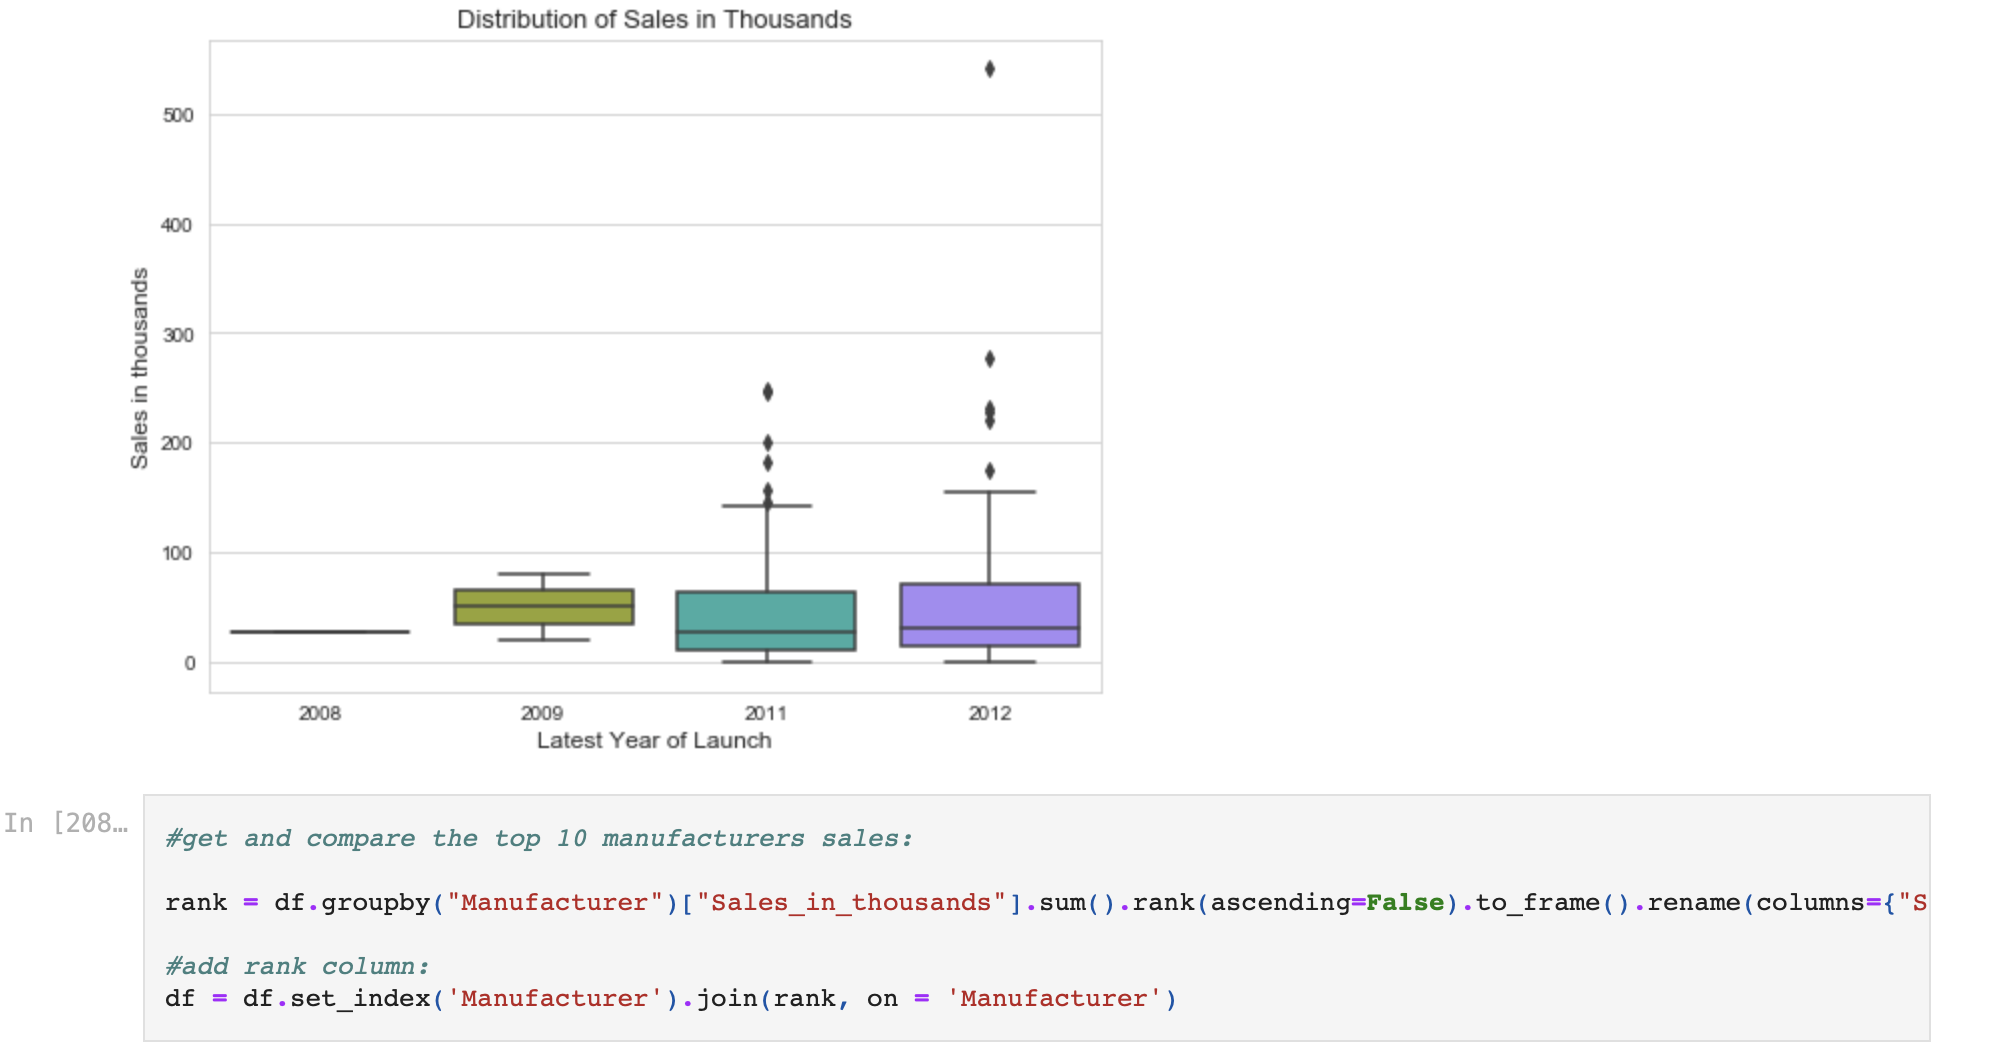 Distribution of Sales in Thousands
500
400
300
200
100
0
Sales in thousands
2008 2009 2011 2012
Latest Year of Launch
In [208…
#get and compare the top 10 manufacturers sales:
rank = df.groupby("Manufacturer")["Sales_in_thousands"].sum().rank(ascending=False).to_frame().rename(columns={"S
#add rank column:
df = df.set_index('Manufacturer').join(rank, on = 'Manufacturer')